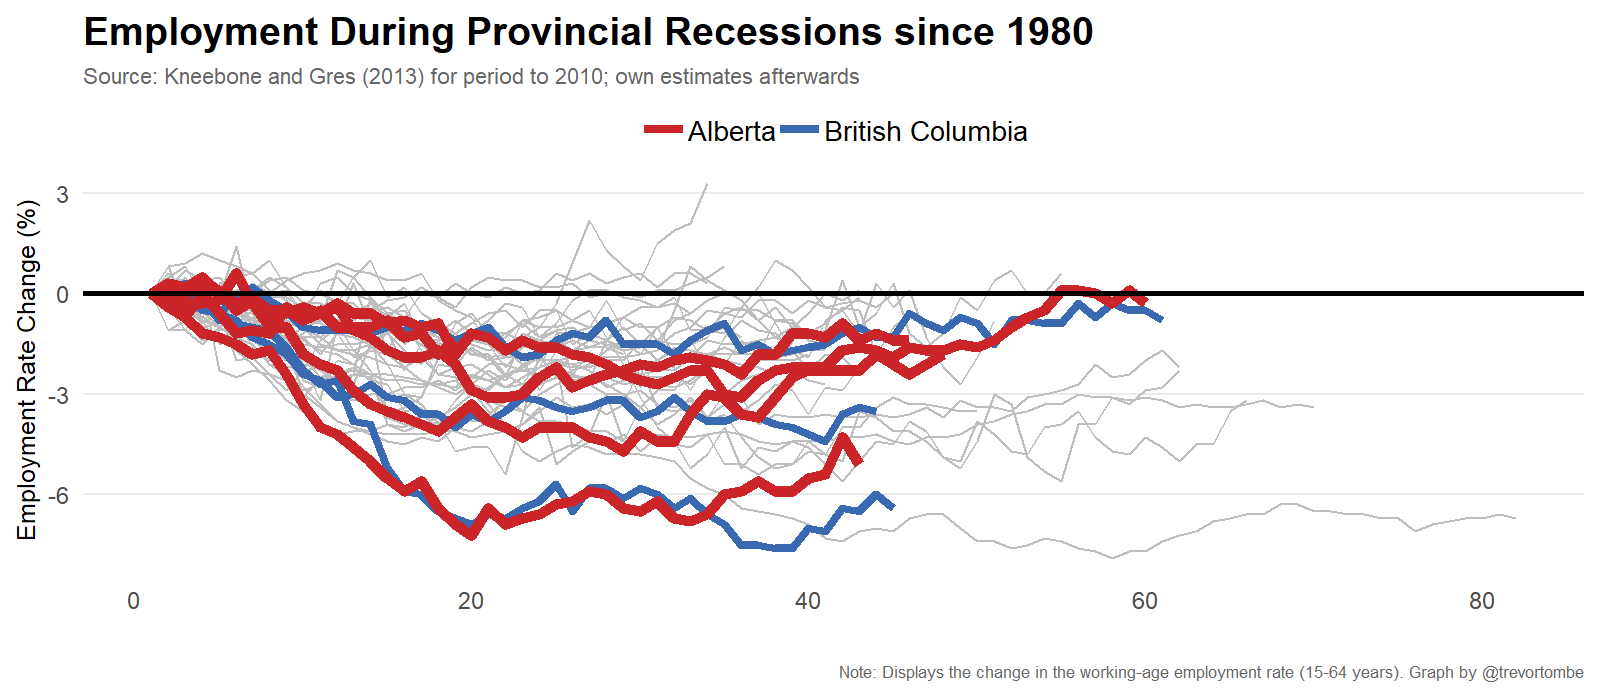 Employment During Provincial Recessions since 1980
Source: Kneebone and Gres (2013) for period to 2010; own estimates afterwards
Alberta British Columbia
Employment Rate Change (%)
3
0
-3
-6
0 20 40 60 80
Note: Displays the change in the working-age employment rate (15-64 years). Graph by @trevortombe